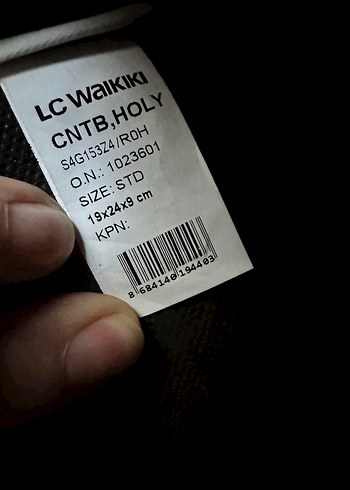 LC WAIKIKI
CNTB,HOLY
S4G153Z4/R0H
O.N.: 1023601
SIZE: STD
19x24x9 cm
KPN:
8 684140 194403